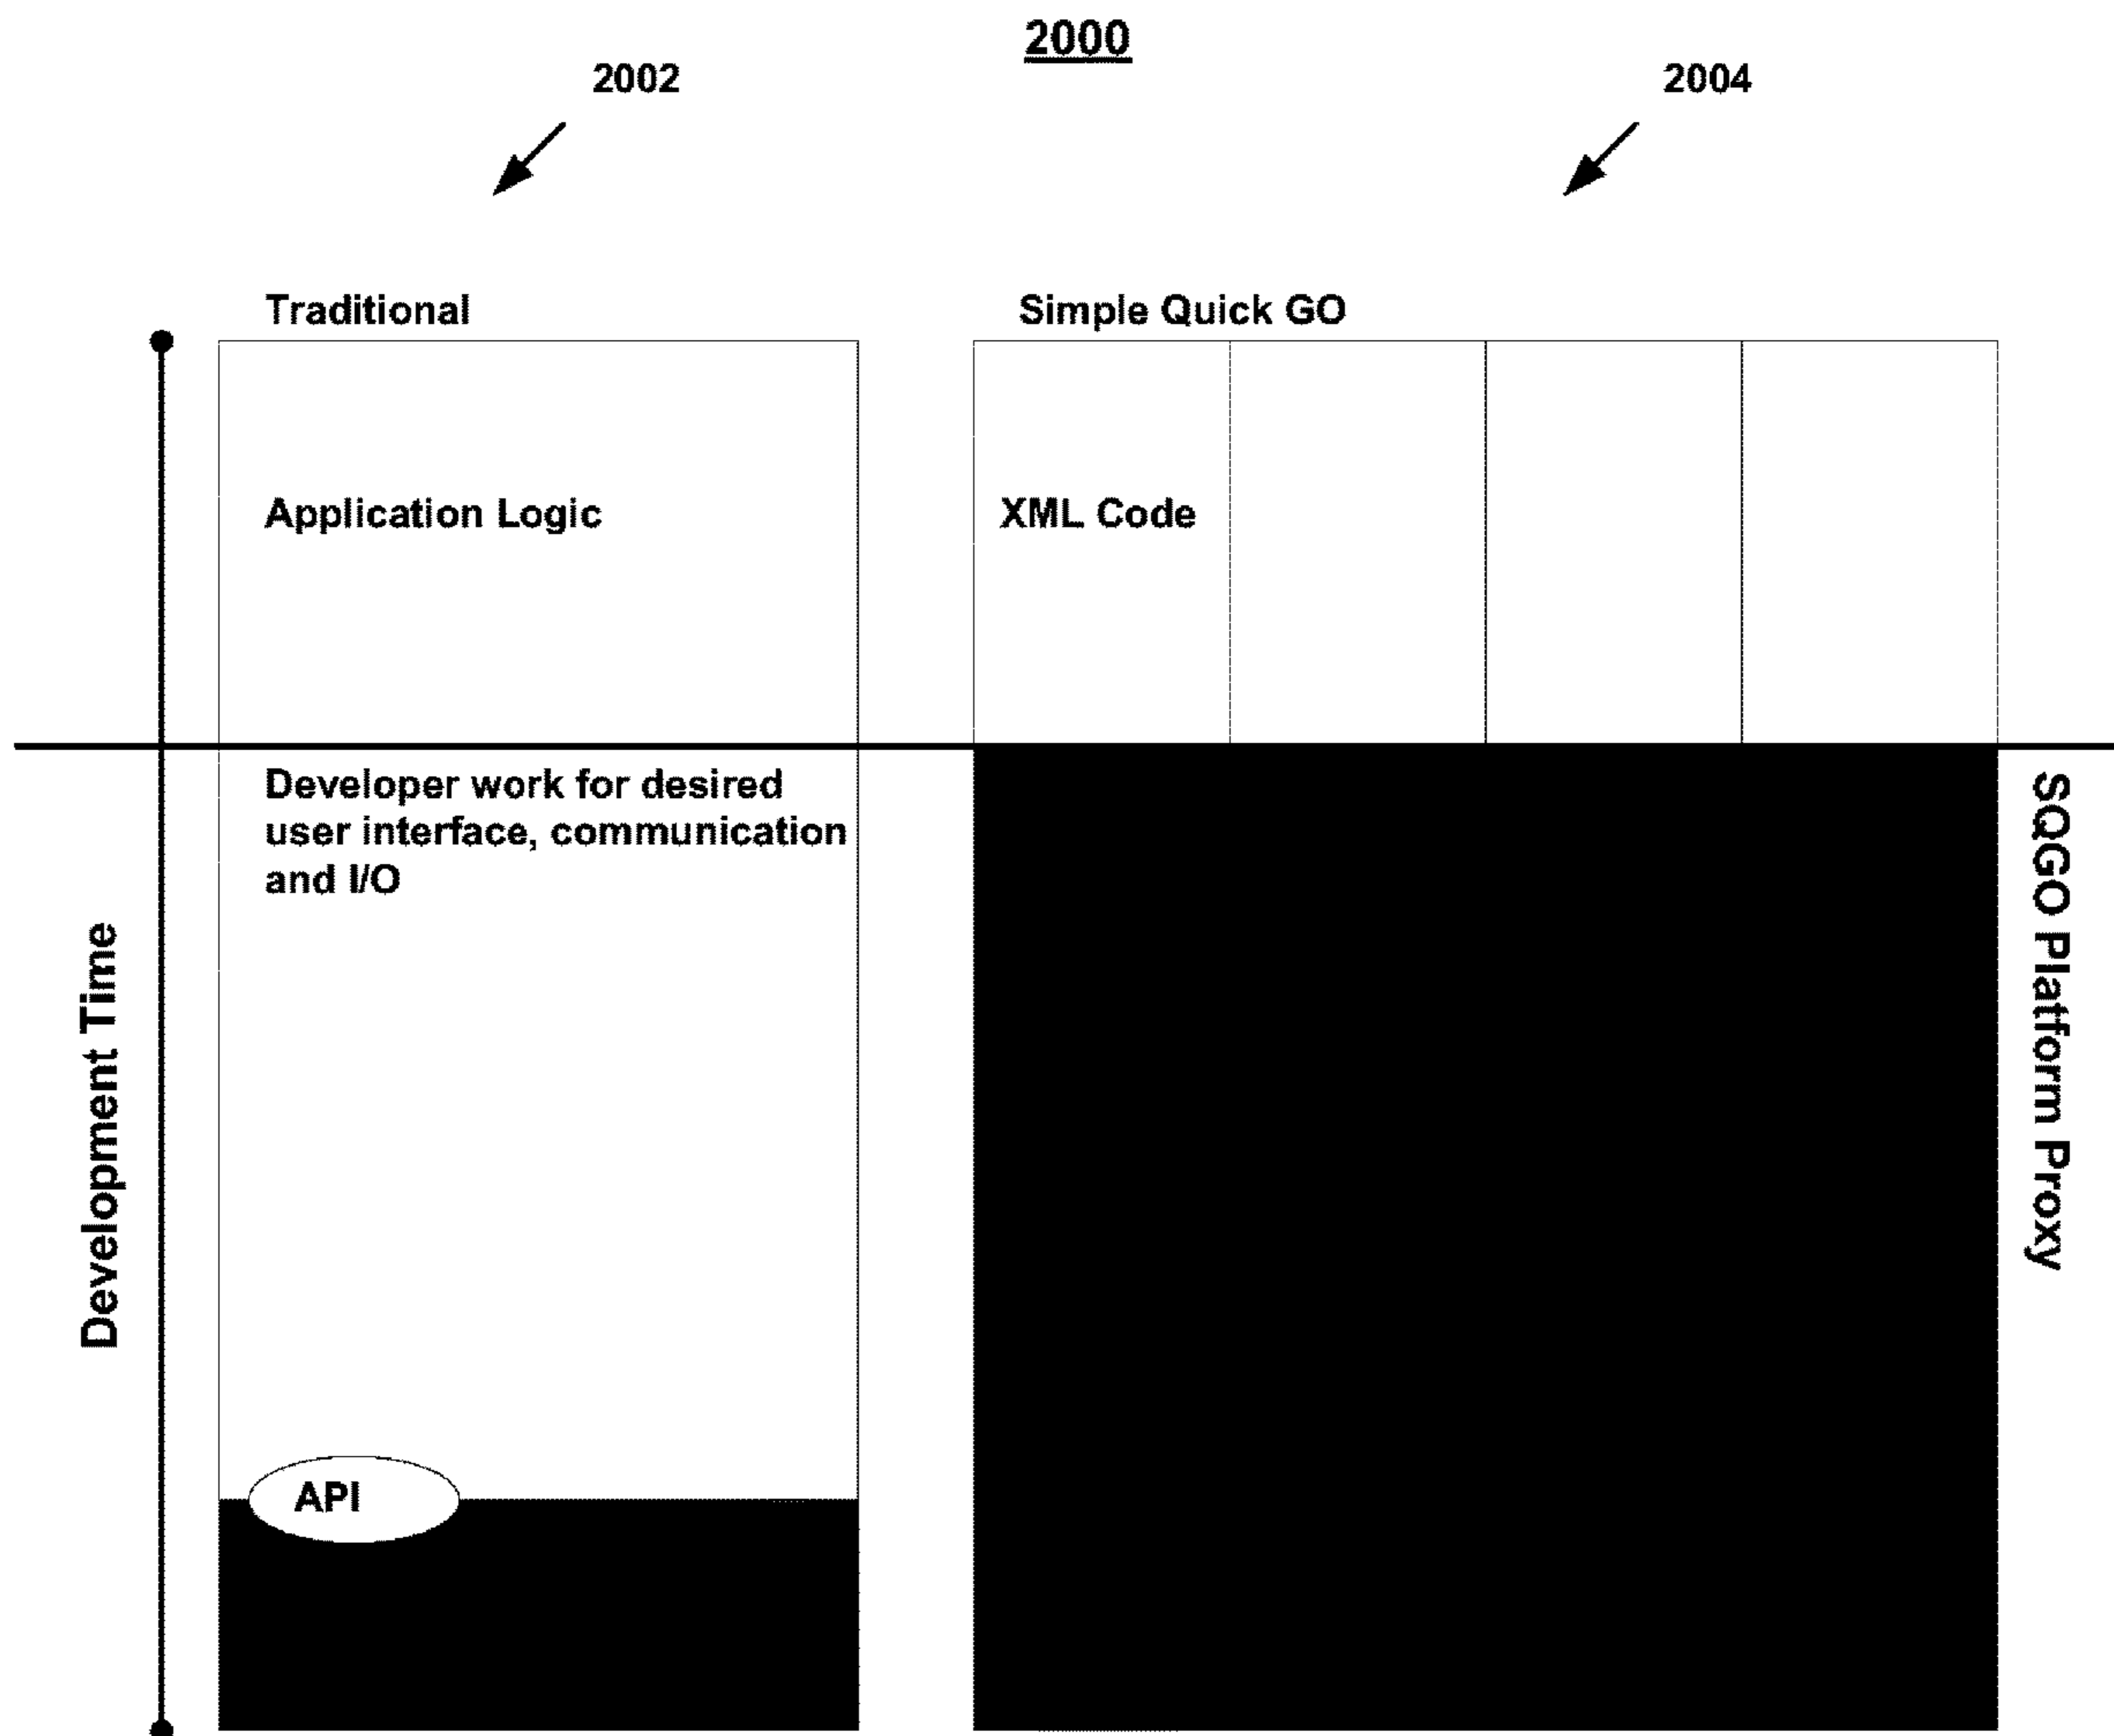 2000
2002
2004
Traditional
Simple Quick GO
Application Logic
XML Code
Developer work for desired
user interface, communication
and I/O
Development Time
SQGO Platform Proxy
API